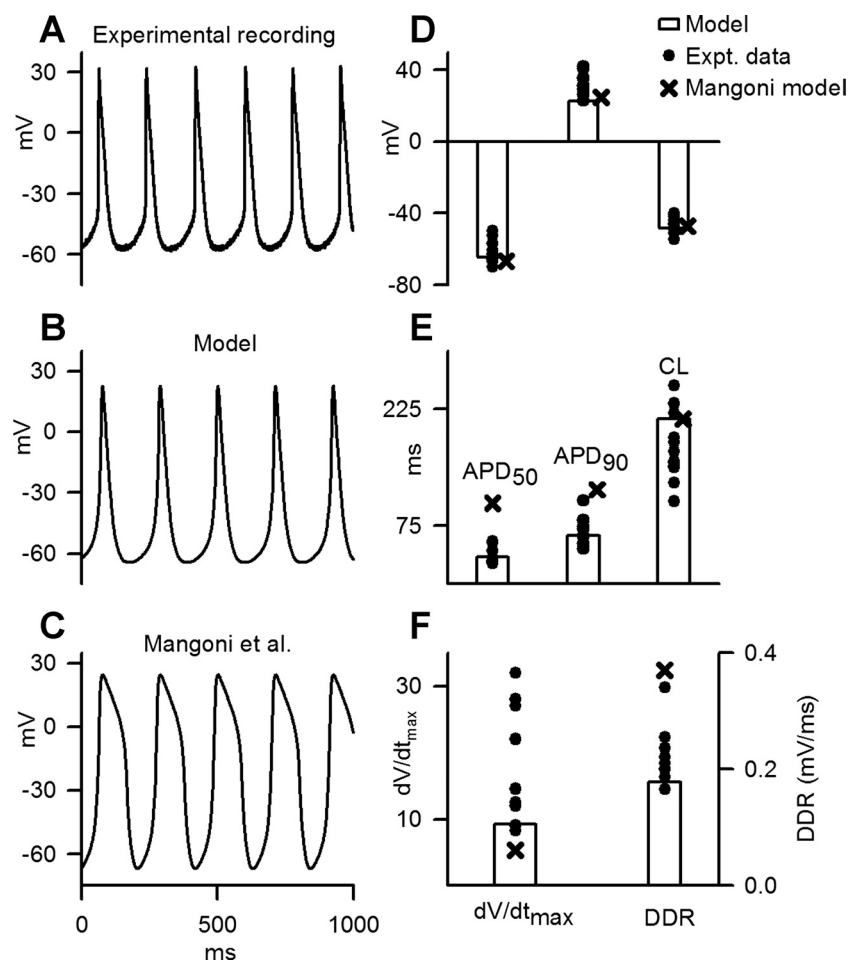 A
Experimental recording
30
0
-30
-60
mV
B
Model
30
0
-30
-60
mV
C
Mangoni et al.
30
0
-30
-60
mV
0
500
1000
ms
D
Model
Expt. data
Mangoni model
40
0
-40
-80
mV
E
225
75
ms
APD50
APD90
CL
F
30
10
dV/dtmax
0.4
0.2
0.0
DDR (mV/ms)
dV/dtmax
DDR